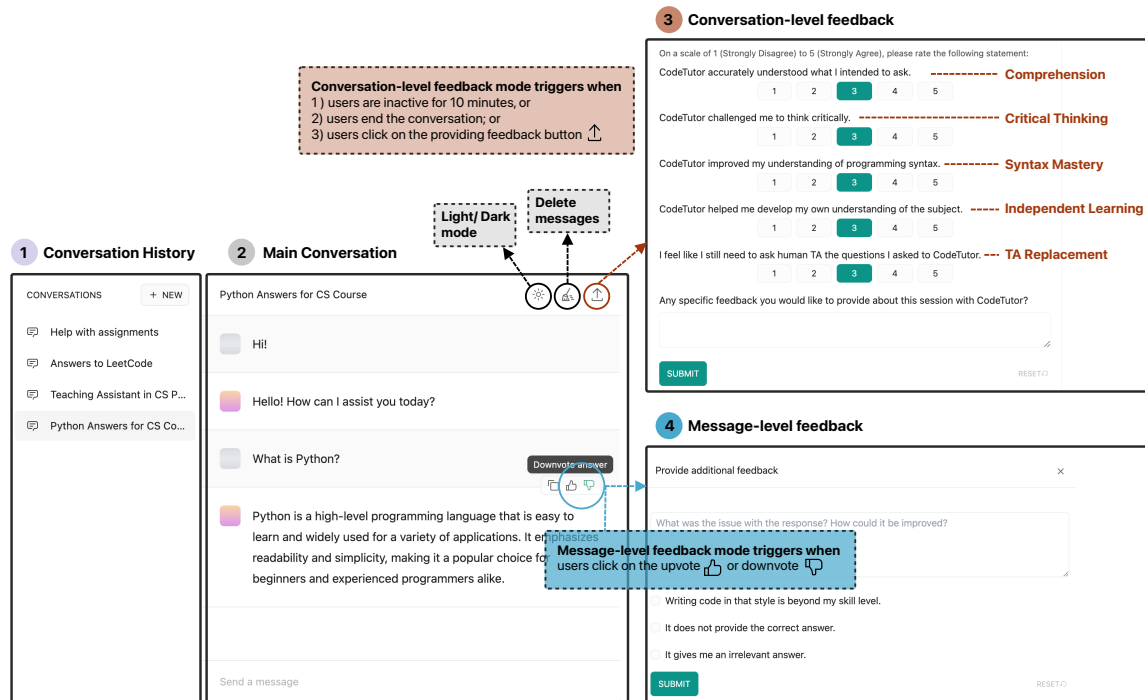 3 Conversation-level feedback
On a scale of 1 (Strongly Disagree) to 5 (Strongly Agree), please rate the following statement:
CodeTutor accurately understood what I intended to ask.
Comprehension
1 2 3 4 5
CodeTutor challenged me to think critically.
Critical Thinking
1 2 3 4 5
CodeTutor improved my understanding of programming syntax.
Syntax Mastery
1 2 3 4 5
CodeTutor helped me develop my own understanding of the subject.
Independent Learning
1 2 3 4 5
I feel like I still need to ask human TA the questions I asked to CodeTutor.
TA Replacement
1 2 3 4 5
Any specific feedback you would like to provide about this session with CodeTutor?
SUBMIT
RESET
Conversation-level feedback mode triggers when
1 ) users are inactive for 10 minutes, or
2) users end the conversation; or
3) users click on the providing feedback button
Light/ Dark
mode
Delete
messages
1 Conversation History
CONVERSATIONS
+ NEW
Help with assignments
Answers to LeetCode
Teaching Assistant in CS P...
Python Answers for CS Co...
2 Main Conversation
Python Answers for CS Course
Hi!
Hello! How can I assist you today?
What is Python?
Downvote answer
Python is a high-level programming language that is easy to
learn and widely used for a variety of applications. It emphasizes
readability and simplicity, making it a popular choice for
beginners and experienced programmers alike.
Send a message
4 Message-level feedback
Provide additional feedback
What was the issue with the response? How could it be improved?
Message-level feedback mode triggers when
users click on the upvote or downvote
Writing code in that style is beyond my skill level.
It does not provide the correct answer.
It gives me an irrelevant answer.
SUBMIT
RESET